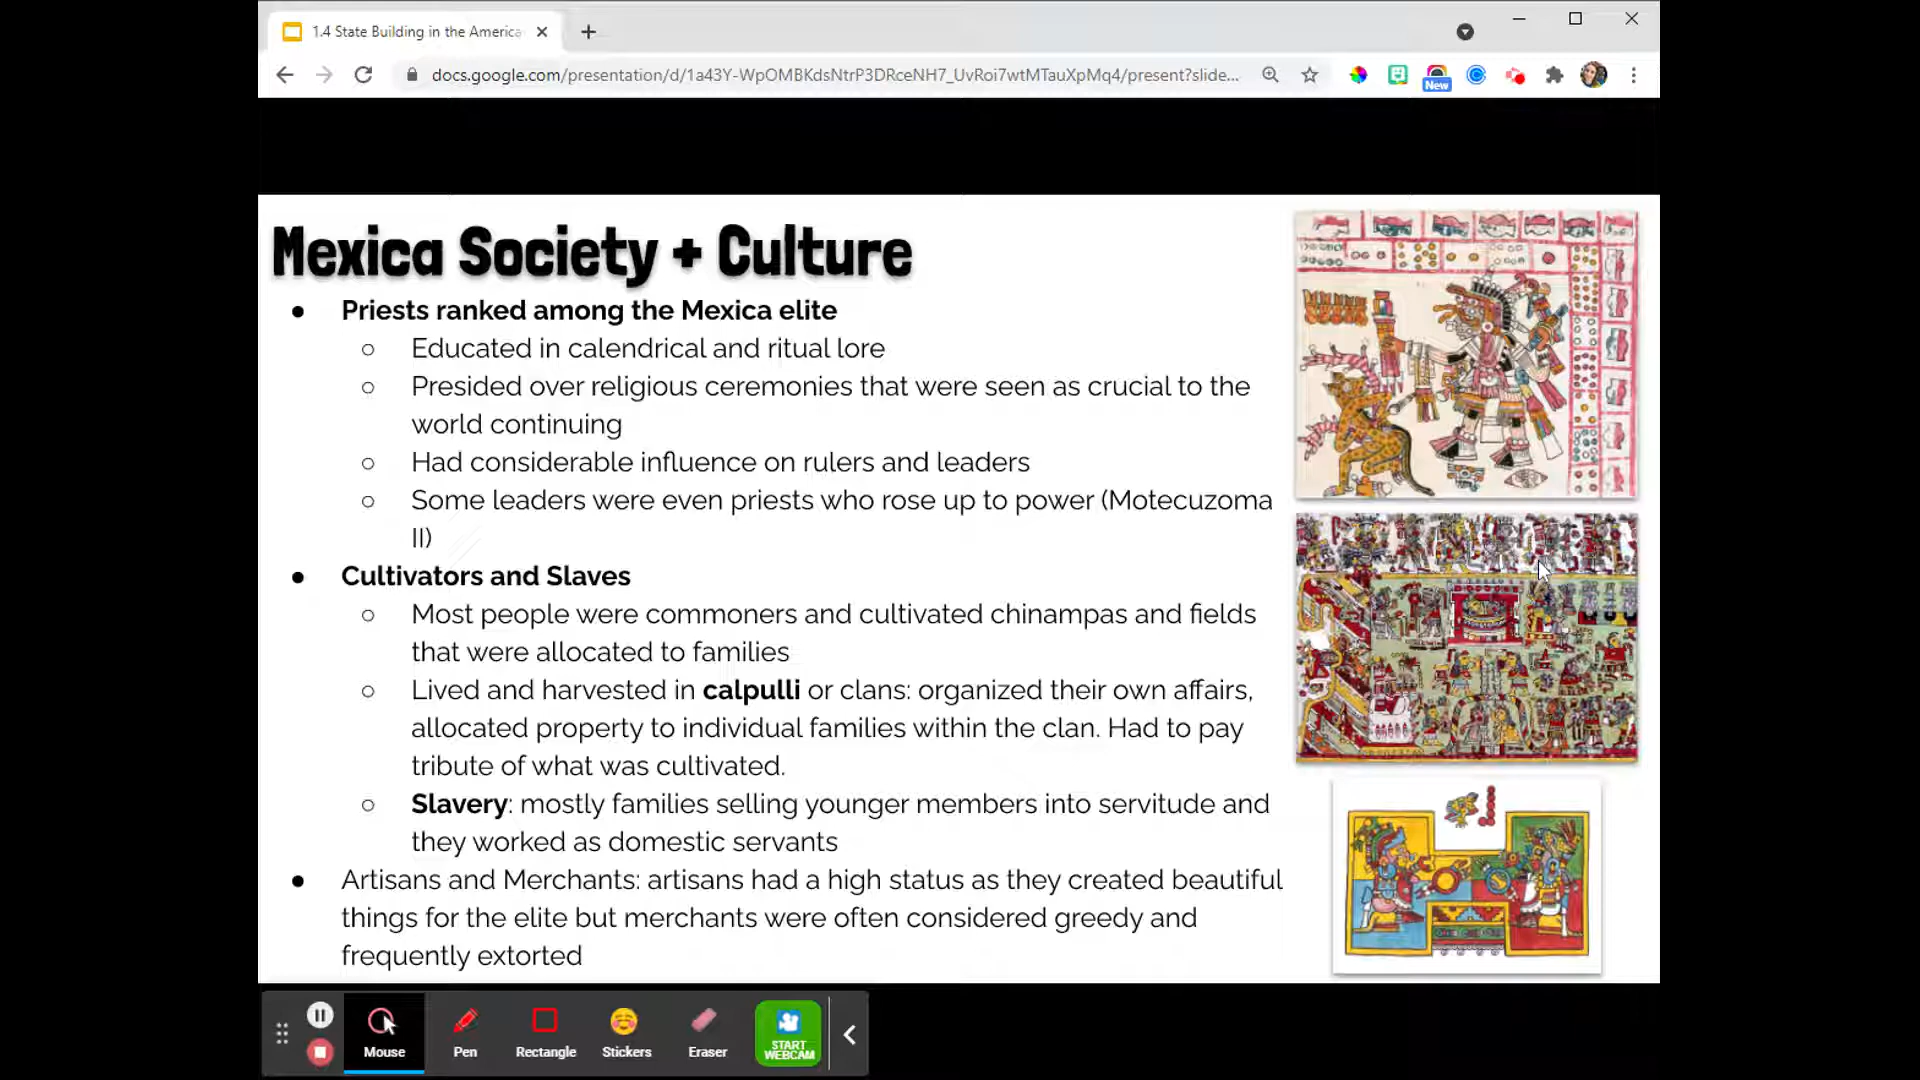 1.4 State Building in the America
docs.google.com/presentation/d/1a43Y-WpOMBKdsNtrP3DRceNH7_UvRoi7wtMTauXpMq4/present?slide...
New
Mexica Society + Culture
● Priests ranked among the Mexica elite
○ Educated in calendrical and ritual lore
○ Presided over religious ceremonies that were seen as crucial to the
world continuing
○ Had considerable influence on rulers and leaders
○ Some leaders were even priests who rose up to power (Motecuzoma
II)
● Cultivators and Slaves
○ Most people were commoners and cultivated chinampas and fields
that were allocated to families
○ Lived and harvested in calpulli or clans: organized their own affairs,
allocated property to individual families within the clan. Had to pay
tribute of what was cultivated.
○ Slavery: mostly families selling younger members into servitude and
they worked as domestic servants
● Artisans and Merchants: artisans had a high status as they created beautiful
things for the elite but merchants were often considered greedy and
frequently extorted
Mouse
Pen
Rectangle
Stickers
Eraser
START
WEBCAM